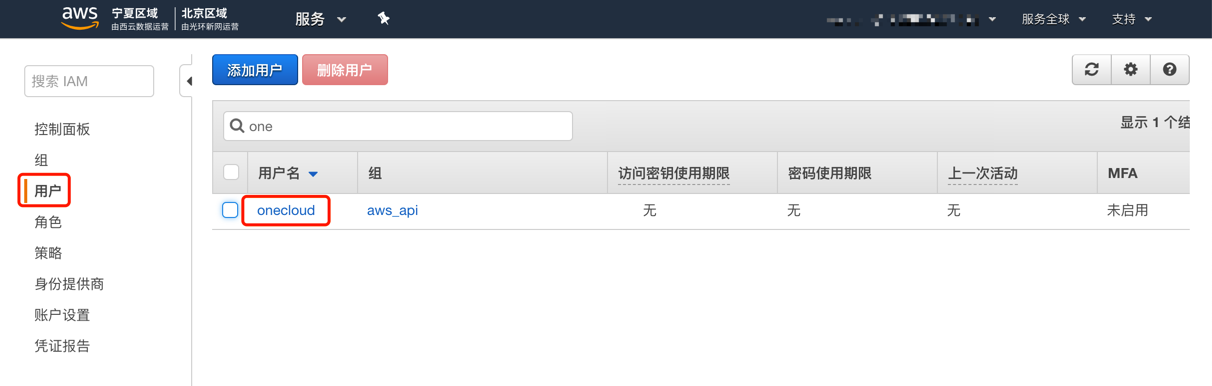 aws 宁夏区域 北京区域 服务 服务全球 支持
由西云数据运营 由光环新网运营
搜索 IAM
控制面板
组
用户
角色
策略
身份提供商
账户设置
凭证报告
添加用户 删除用户
one
显示 1 个结
用户名 组 访问密钥使用期限 密码使用期限 上一次活动 MFA
onecloud aws_api 无 无 无 未启用